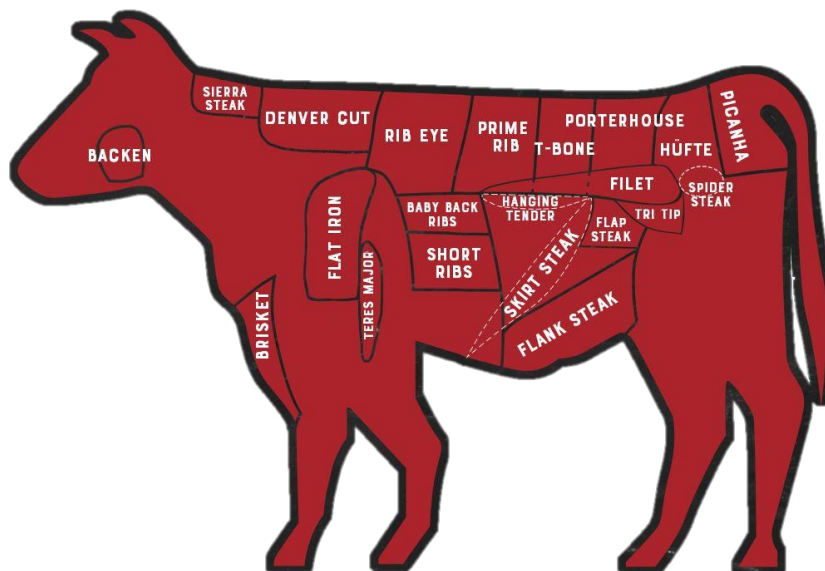 SIERRA
STEAK
DENVER CUT
RIB EYE
PRIME
RIB
T-BONE
PORTERHOUSE
HÜFTE
PICANHA
BACKEN
FILET
SPIDER
STEAK
HANGING
TENDER
BABY BACK
RIBS
FLAT IRON
TRI TIP
FLAP
STEAK
SHORT
RIBS
SKIRT STEAK
TERES MAJOR
BRISKET
FLANK STEAK